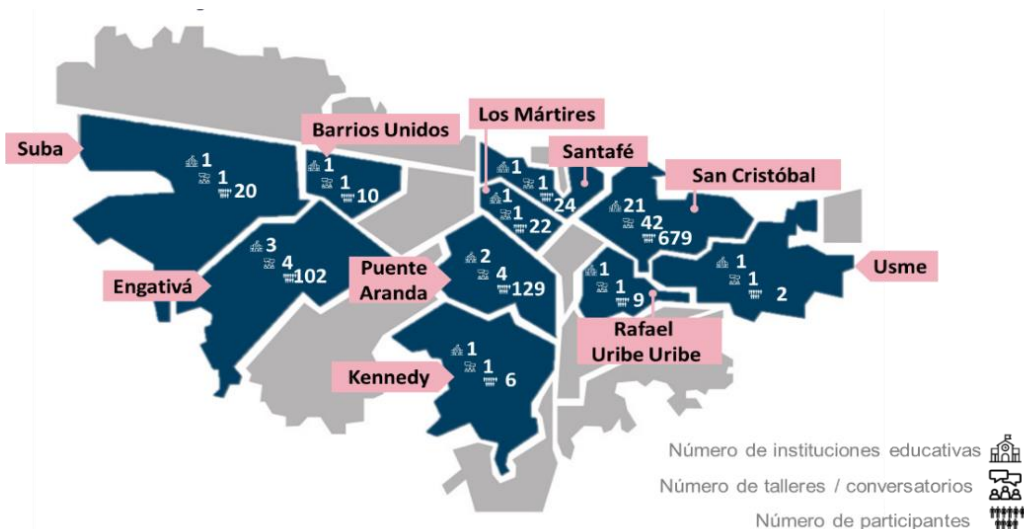 Los Mártires
Barrios Unidos
Suba
Santafé
San Cristóbal
1
1
20
1
1
10
1
1
24
1
1
22
21
42
679
3
4
102
Engativá
Puente
Aranda
2
4
129
1
1
9
1
1
2
Usme
Rafael
Uribe Uribe
Kennedy
1
1
6
Número de instituciones educativas
Número de talleres / conversatorios
Número de participantes